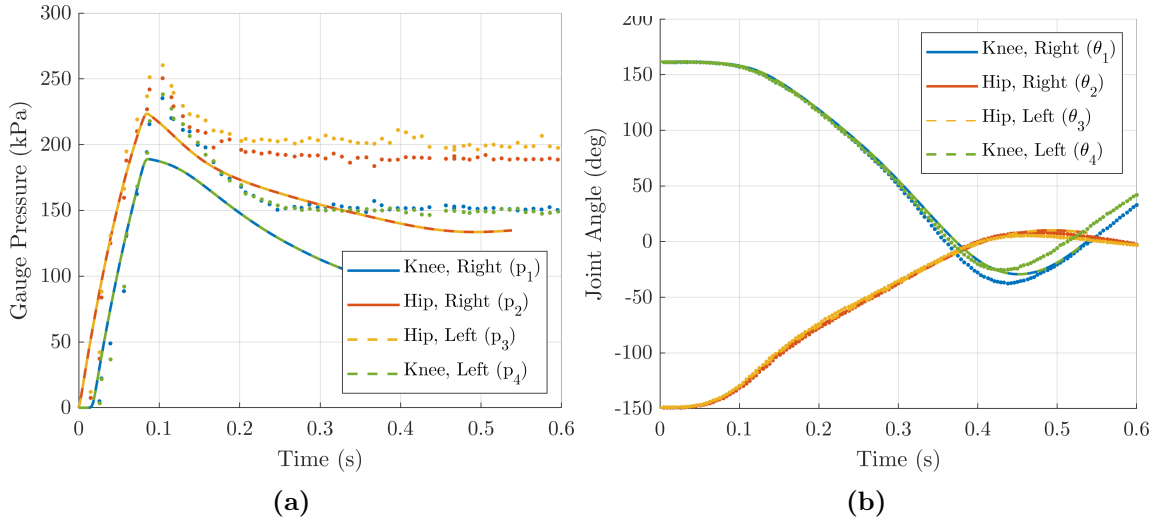 300
250
200
150
100
50
0
Gauge Pressure (kPa)
0
0.1
0.2
0.3
0.4
0.5
0.6
Time (s)
Knee, Right (p₁)
Hip, Right (p₂)
Hip, Left (p₃)
Knee, Left (p₄)
(a)
200
150
100
50
0
-50
-100
-150
Joint Angle (deg)
0
0.1
0.2
0.3
0.4
0.5
0.6
Time (s)
Knee, Right (θ₁)
Hip, Right (θ₂)
Hip, Left (θ₃)
Knee, Left (θ₄)
(b)